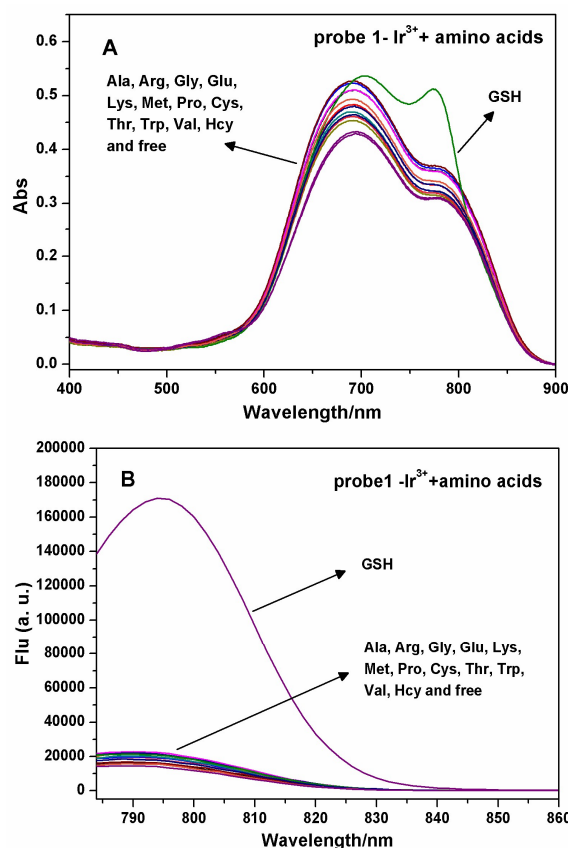 A
probe 1- Ir³⁺+ amino acids
Ala, Arg, Gly, Glu,
Lys, Met, Pro, Cys,
Thr, Trp, Val, Hcy
and free
GSH
Abs
0.6
0.5
0.4
0.3
0.2
0.1
0.0
400 500 600 700 800 900
Wavelength/nm
B
probe1 -Ir³⁺+amino acids
GSH
Ala, Arg, Gly, Glu, Lys,
Met, Pro, Cys, Thr, Trp,
Val, Hcy and free
Flu (a. u.)
200000
180000
160000
140000
120000
100000
80000
60000
40000
20000
0
790 800 810 820 830 840 850 860
Wavelength/nm